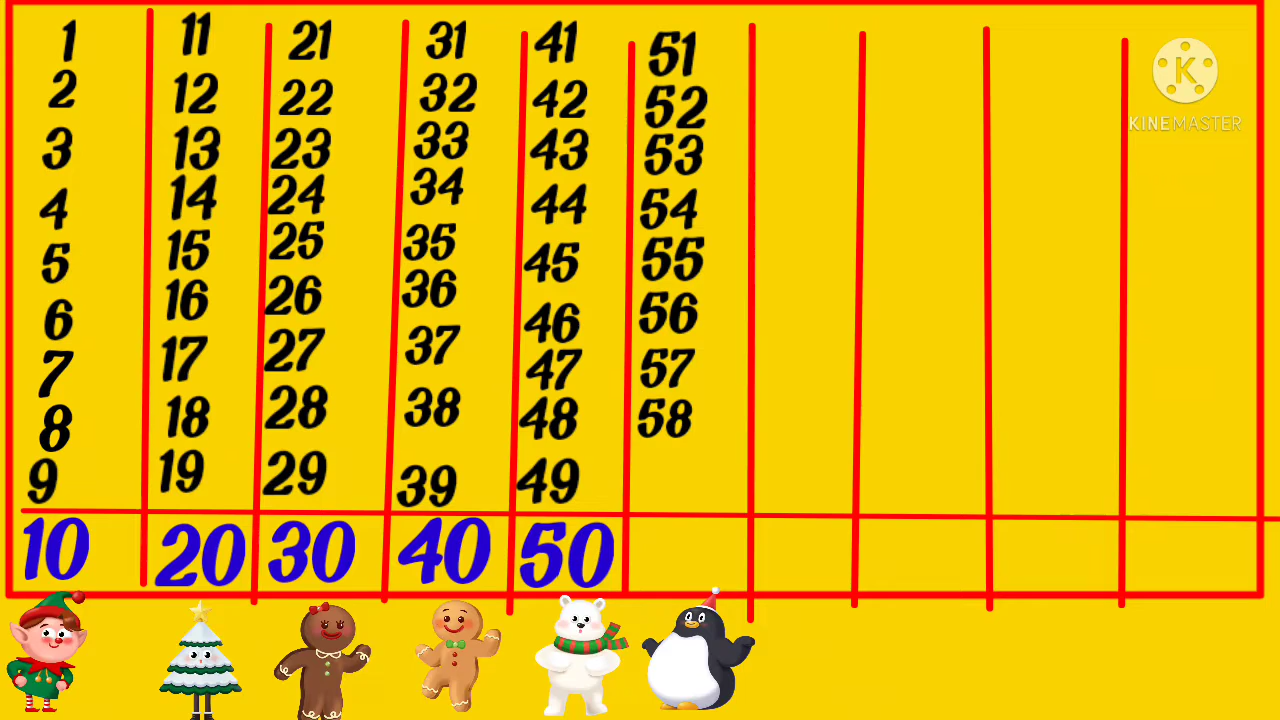 1 11 21 31 41 51
2 12 22 32 42 52
3 13 23 33 43 53
4 14 24 34 44 54
5 15 25 35 45 55
6 16 26 36 46 56
7 17 27 37 47 57
8 18 28 38 48 58
9 19 29 39 49
10 20 30 40 50
K
KINEMASTER